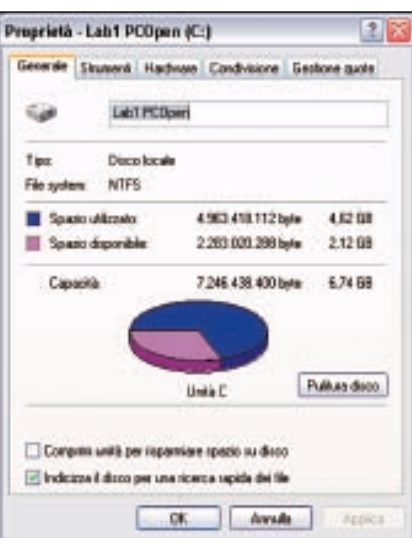 Proprietà - Lab1 PCOpen (C:)
Generale Strumenti Hardware Condivisione Gestione quote
Lab1 PCOpen
Tipo: Disco locale
File system: NTFS
Spazio utilizzato: 4.963.418.112 byte 4,62 GB
Spazio disponibile: 2.283.020.288 byte 2,12 GB
Capacità: 7.246.438.400 byte 6,74 GB
Unità C
Pulitura disco
Comprimi unità per risparmiare spazio su disco
Indicizza il disco per una ricerca rapida dei file
OK Annulla Applica